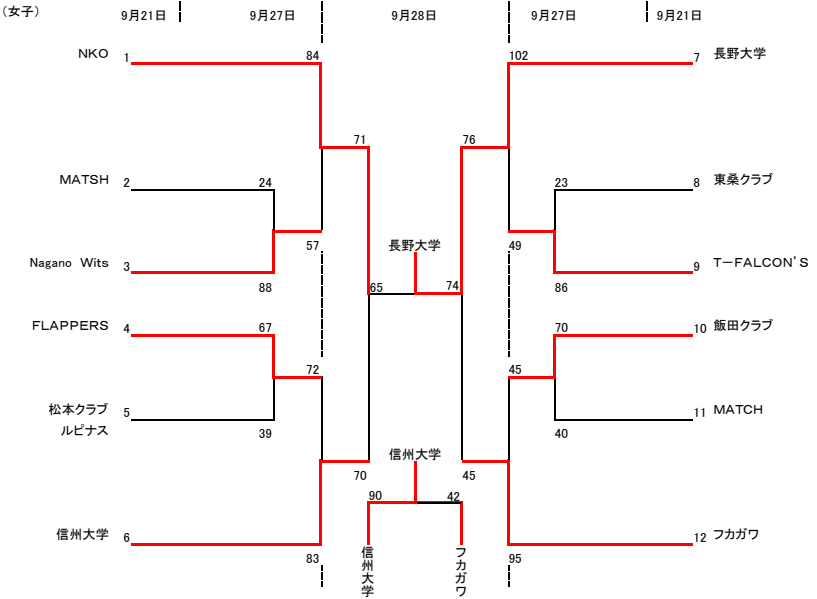 （女子）
9月21日
9月27日
9月28日
9月27日
9月21日
NKO 1 84
102 7 長野大学
71
76
MATSH 2 24
23 8 東桑クラブ
57
長野大学
49
Nagano Wits 3
9 T－FALCON'S
88
65
74
86
FLAPPERS 4 67
70 10 飯田クラブ
72
45
松本クラブ 5
11 MATCH
ルピナス
39
40
信州大学
70
45
90
42
信州大学 6
12 フカガワ
83
信州大学
フカガワ
95